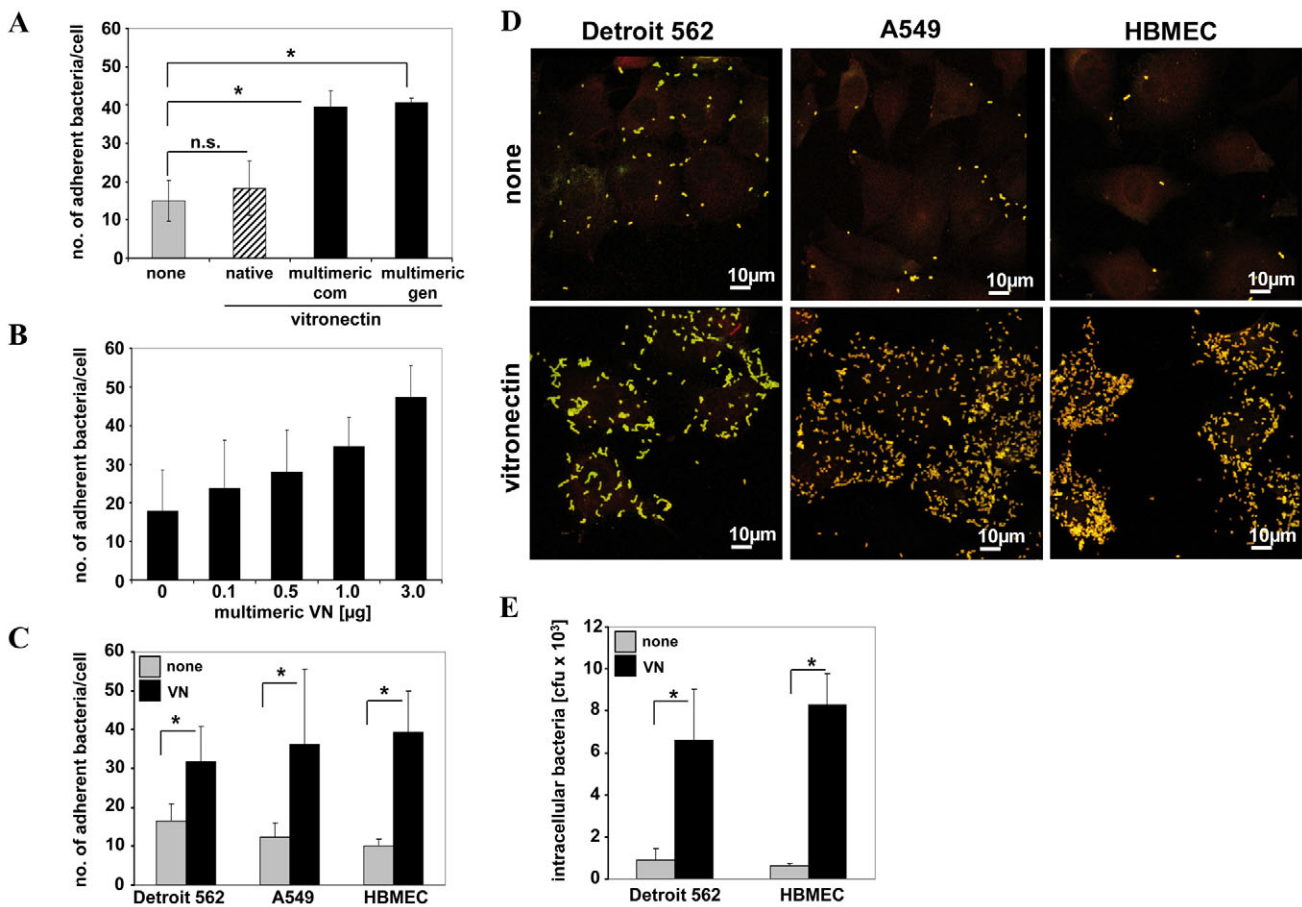 A
no. of adherent bacteria/cell
60
50
40
30
20
10
0
*
*
n.s.
none
native
multimeric
com
multimeric
gen
vitronectin
B
no. of adherent bacteria/cell
60
50
40
30
20
10
0
0
0.1
0.5
1.0
3.0
multimeric VN [µg]
C
no. of adherent bacteria/cell
60
50
40
30
20
10
0
none
VN
*
*
*
Detroit 562
A549
HBMEC
D
Detroit 562
A549
HBMEC
none
10µm
10µm
10µm
vitronectin
10µm
10µm
10µm
E
intracellular bacteria [cfu x 10³]
12
10
8
6
4
2
0
none
VN
*
*
Detroit 562
HBMEC